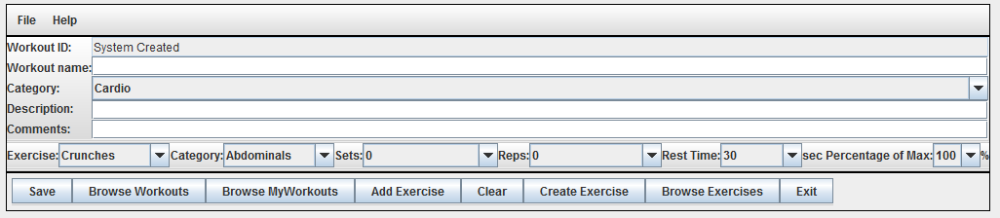 File Help
Workout ID: System Created
Workout name:
Category: Cardio
Description:
Comments:
Exercise: Crunches Category: Abdominals Sets: 0 Reps: 0 Rest Time: 30 sec Percentage of Max: 100 %
Save Browse Workouts Browse MyWorkouts Add Exercise Clear Create Exercise Browse Exercises Exit